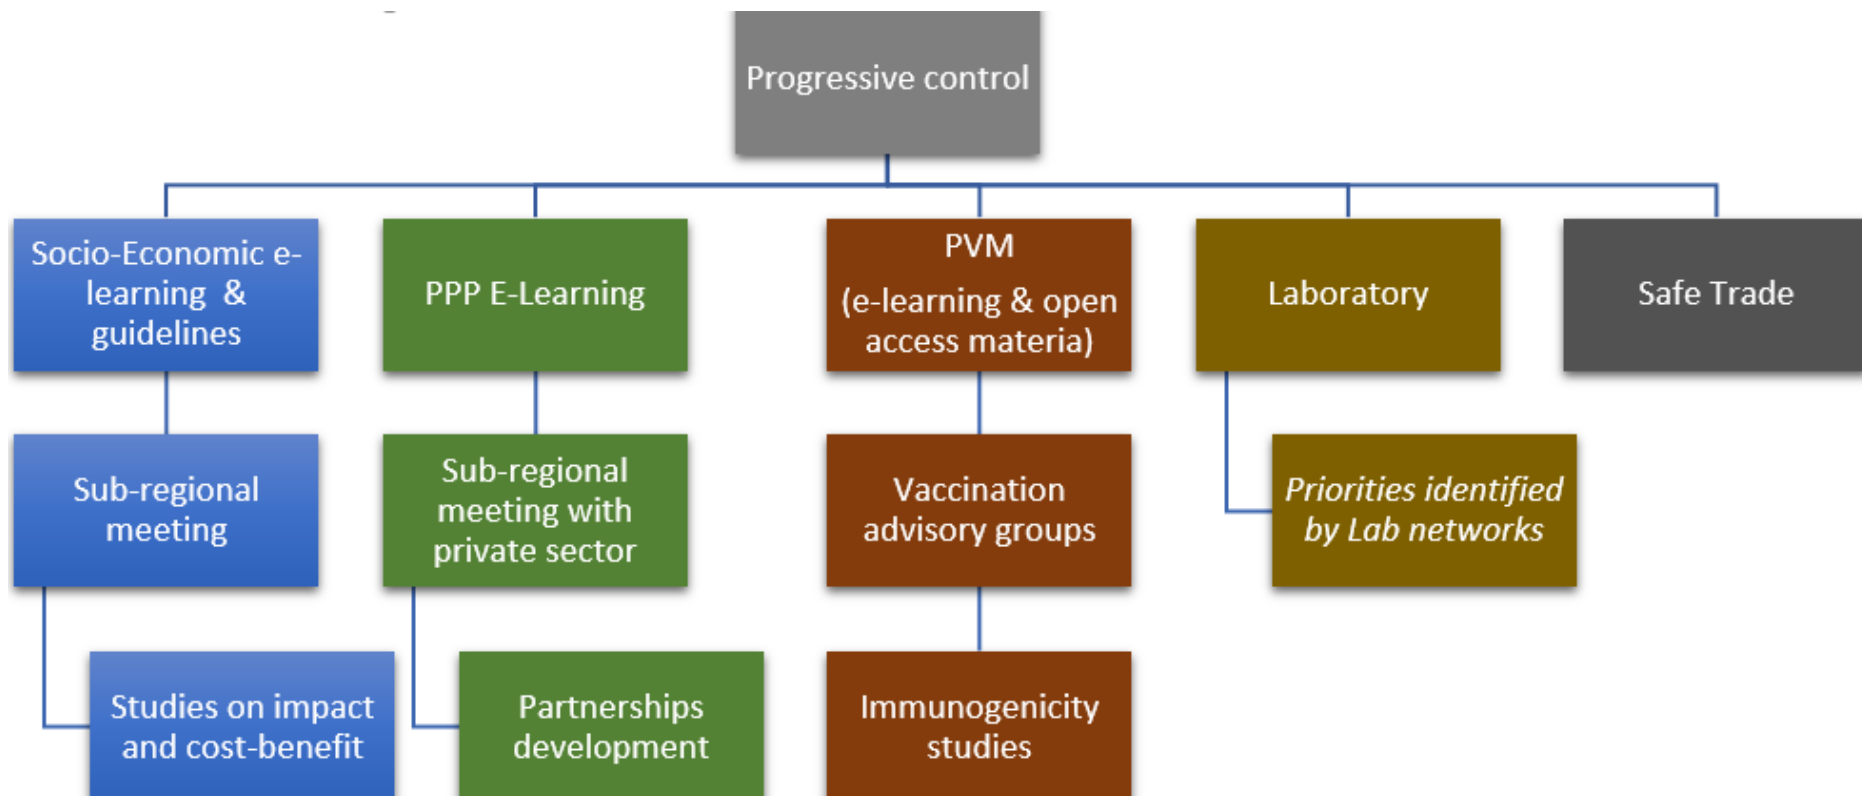 Progressive control
Socio-Economic e-
learning & 
guidelines
PPP E-Learning
PVM
(e-learning & open
access materia)
Laboratory
Safe Trade
Sub-regional
meeting
Sub-regional
meeting with
private sector
Vaccination
advisory groups
Priorities identified
by Lab networks
Studies on impact
and cost-benefit
Partnerships
development
Immunogenicity
studies